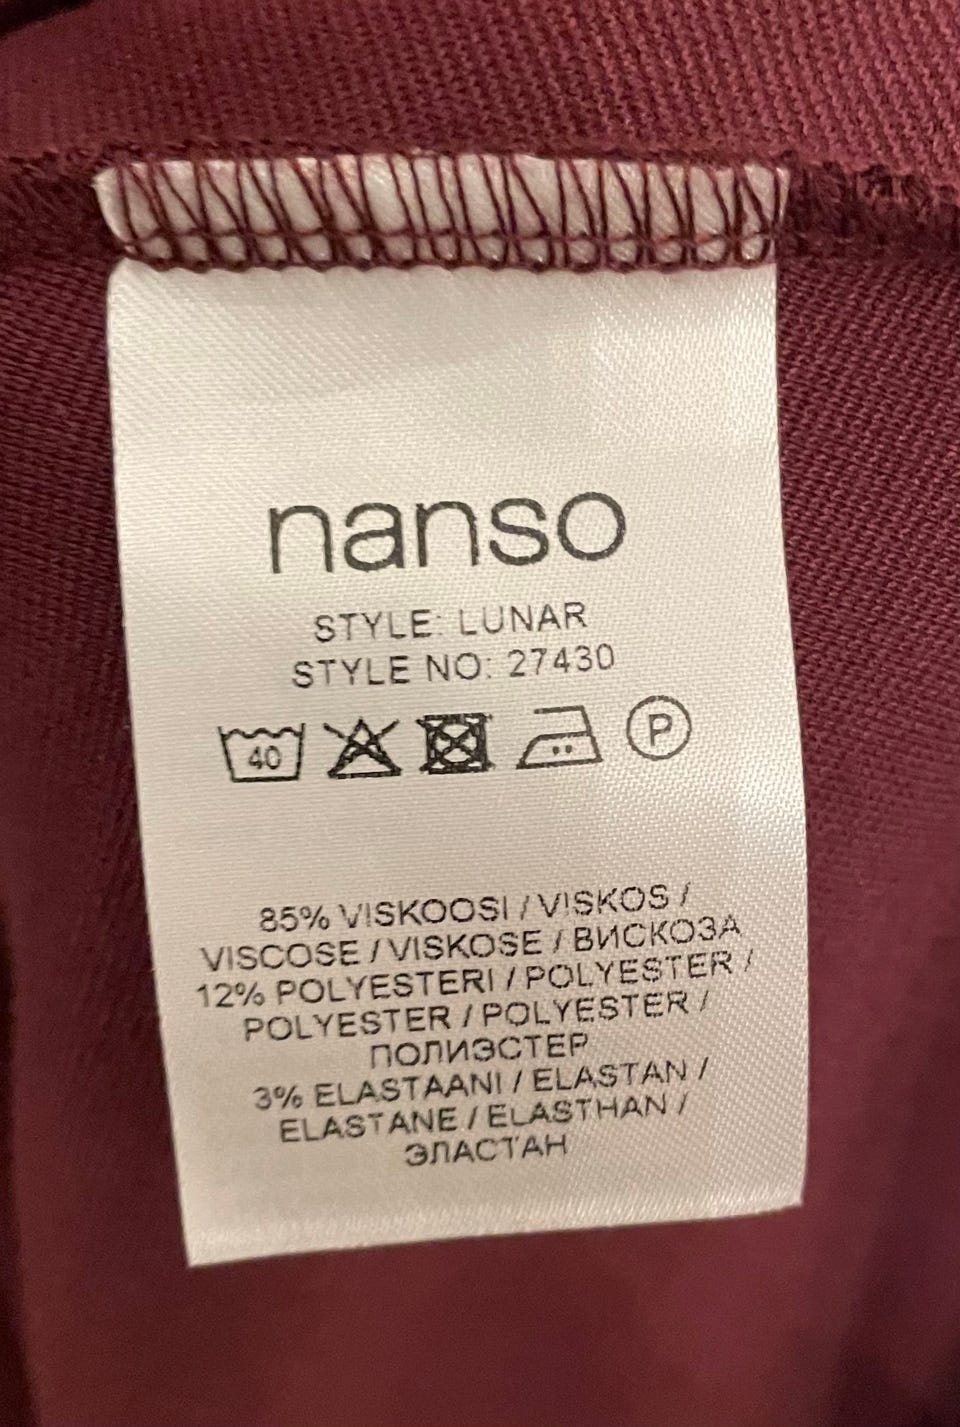 nanso
STYLE: LUNAR
STYLE NO: 27430
40 P
85% VISKOOSI / VISKOS /
VISCOSE / VISKOSE / ВИСКОЗА
12% POLYESTERI / POLYESTER /
POLYESTER / POLYESTER /
ПОЛИЭСТЕР
3% ELASTAANI / ELASTAN /
ELASTANE / ELASTHAN /
ЭЛАСТАН